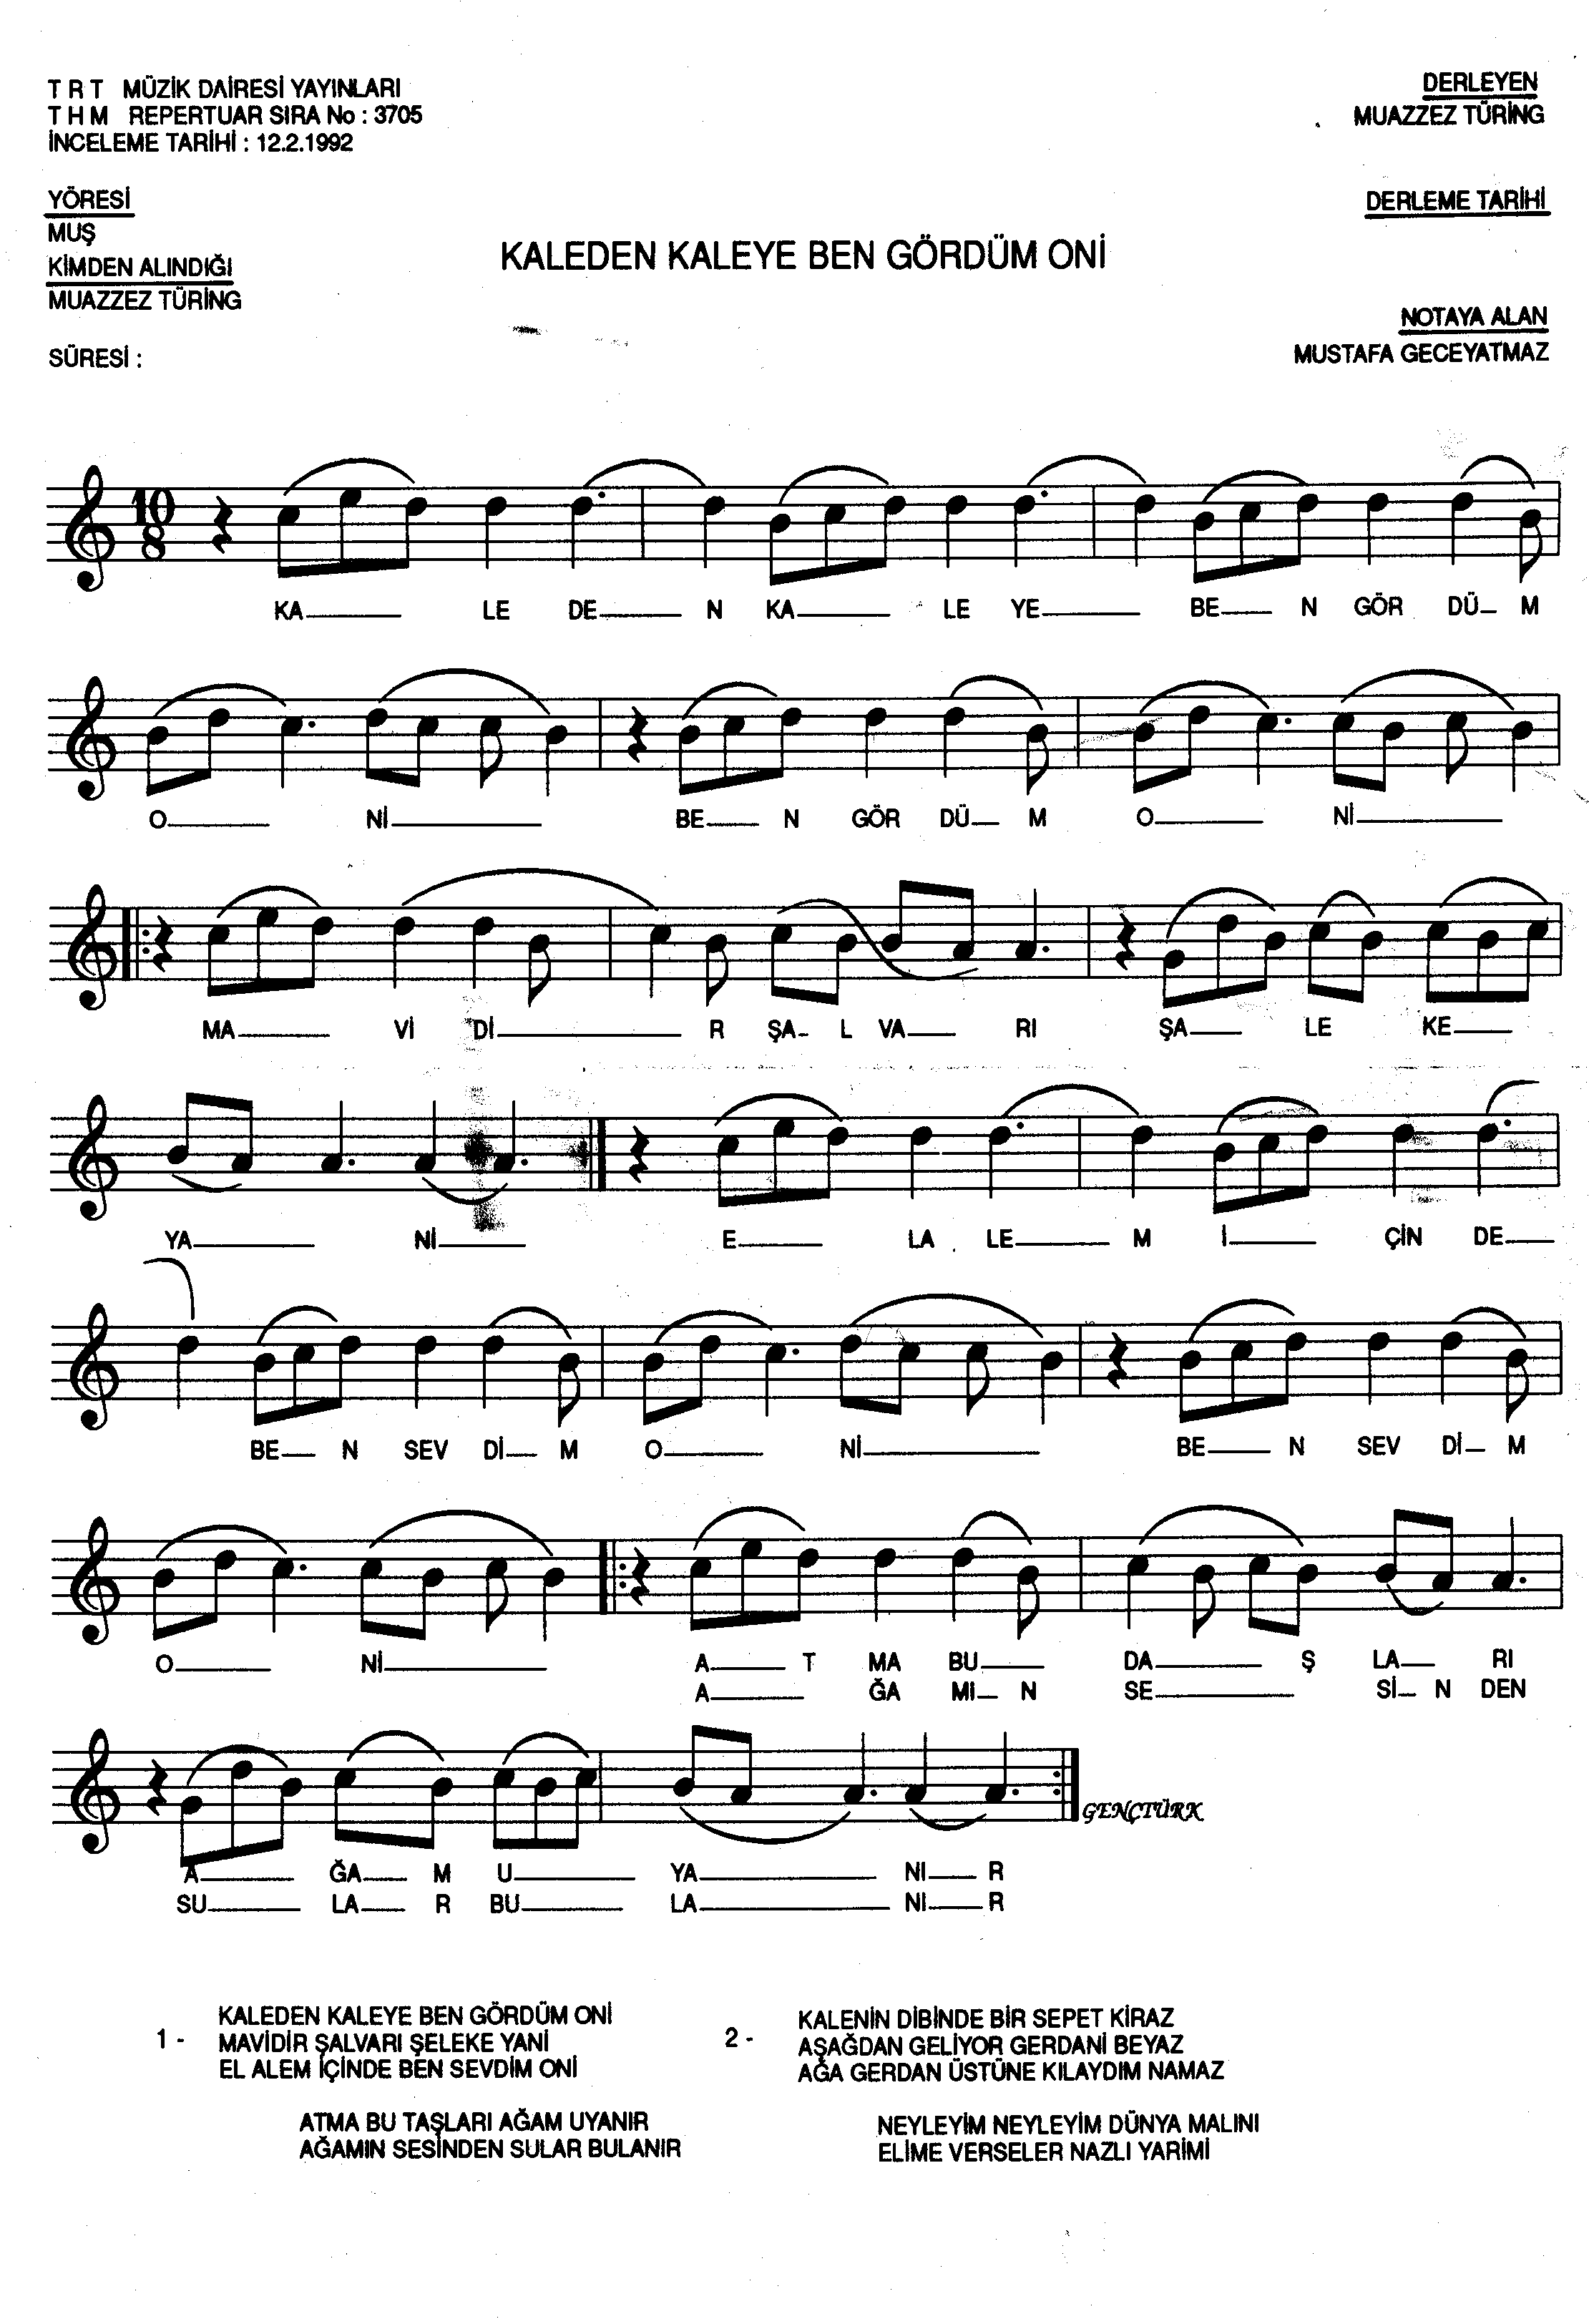 T R T MÜZİK DAİRESİ YAYINLARI
T H M REPERTUAR SIRA No : 3705
İNCELEME TARİHİ : 12.2.1992
DERLEYEN
MUAZZEZ TÜRİNG
YÖRESİ
MUŞ
KİMDEN ALINDIĞI
MUAZZEZ TÜRİNG
SÜRESİ :
DERLEME TARİHİ
KALEDEN KALEYE BEN GÖRDÜM ONİ
NOTAYA ALAN
MUSTAFA GECEYATMAZ
10
8
KA LE DE N KA LE YE BE N GÖR DÜ M
O Nİ BE N GÖR DÜ M O Nİ
MA Vİ Dİ R ŞA L VA RI ŞA LE KE
YA Nİ E LA LE M İ ÇİN DE
BE N SEV Dİ M O Nİ BE N SEV Dİ M
O Nİ A T MA BU DA Ş LA RI
A ĞA MI N SE Sİ N DEN
A ĞA M U YA NI R
SU LA R BU LA NI R
GENÇTÜRK
1 -
KALEDEN KALEYE BEN GÖRDÜM ONİ
MAVİDİR ŞALVARI ŞELEKE YANİ
EL ALEM İÇİNDE BEN SEVDİM ONİ
ATMA BU TAŞLARI AĞAM UYANIR
AĞAMIN SESİNDEN SULAR BULANIR
2 -
KALENİN DİBİNDE BİR SEPET KİRAZ
AŞAĞDAN GELİYOR GERDANİ BEYAZ
AĞA GERDAN ÜSTÜNE KILAYDIM NAMAZ
NEYLEYİM NEYLEYİM DÜNYA MALINI
ELİME VERSELER NAZLI YARİMİ